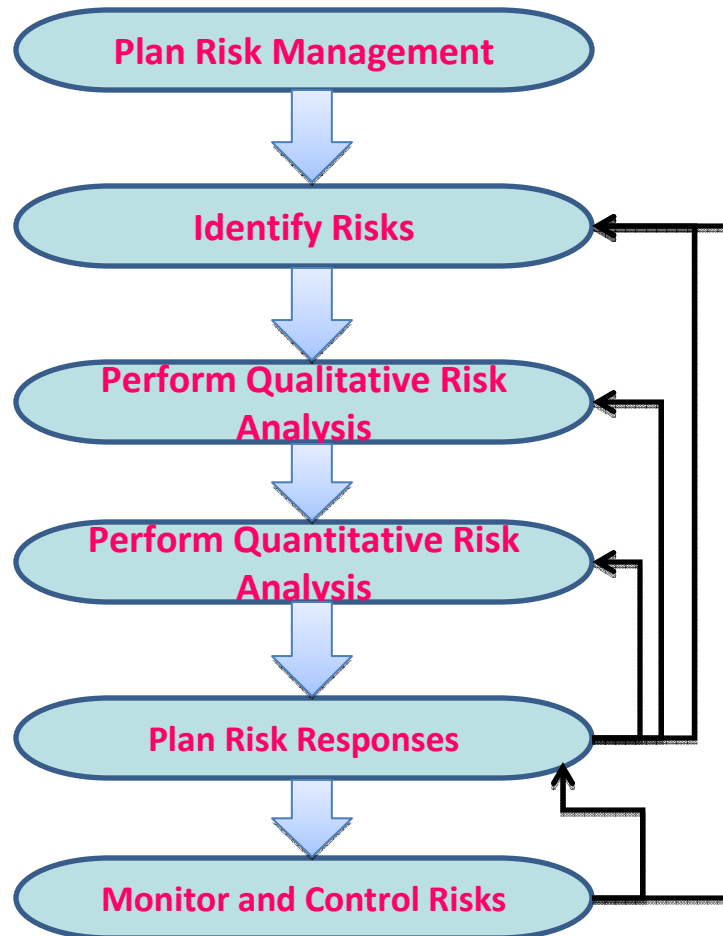 Plan Risk Management
Identify Risks
Perform Qualitative Risk
Analysis
Perform Quantitative Risk
Analysis
Plan Risk Responses
Monitor and Control Risks